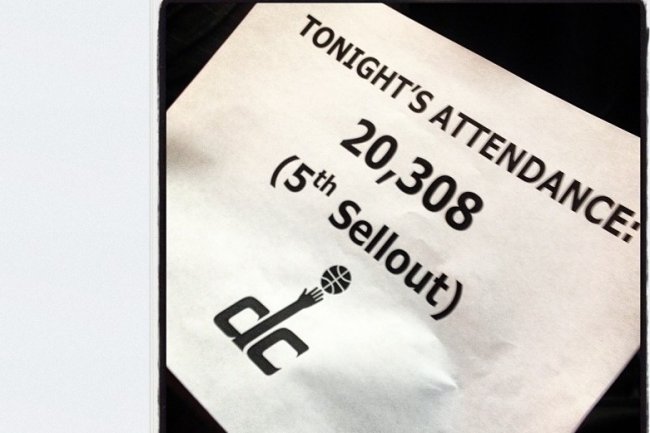 TONIGHT'S ATTENDANCE:
20,308
(5th Sellout)
dc